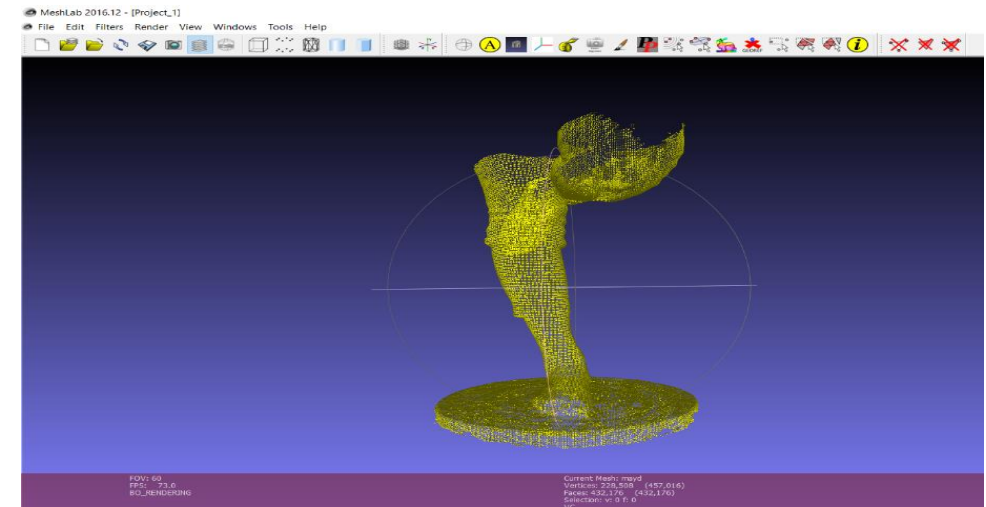 MeshLab 2016.12 - [Project_1]
File Edit Filters Render View Windows Tools Help
A i
FOV: 60
FPS: 73.0
BO_RENDERING
Current Mesh: mayd
Vertices: 228,508 (457,016)
Faces: 432,176 (432,176)
Selection: v: 0 f: 0